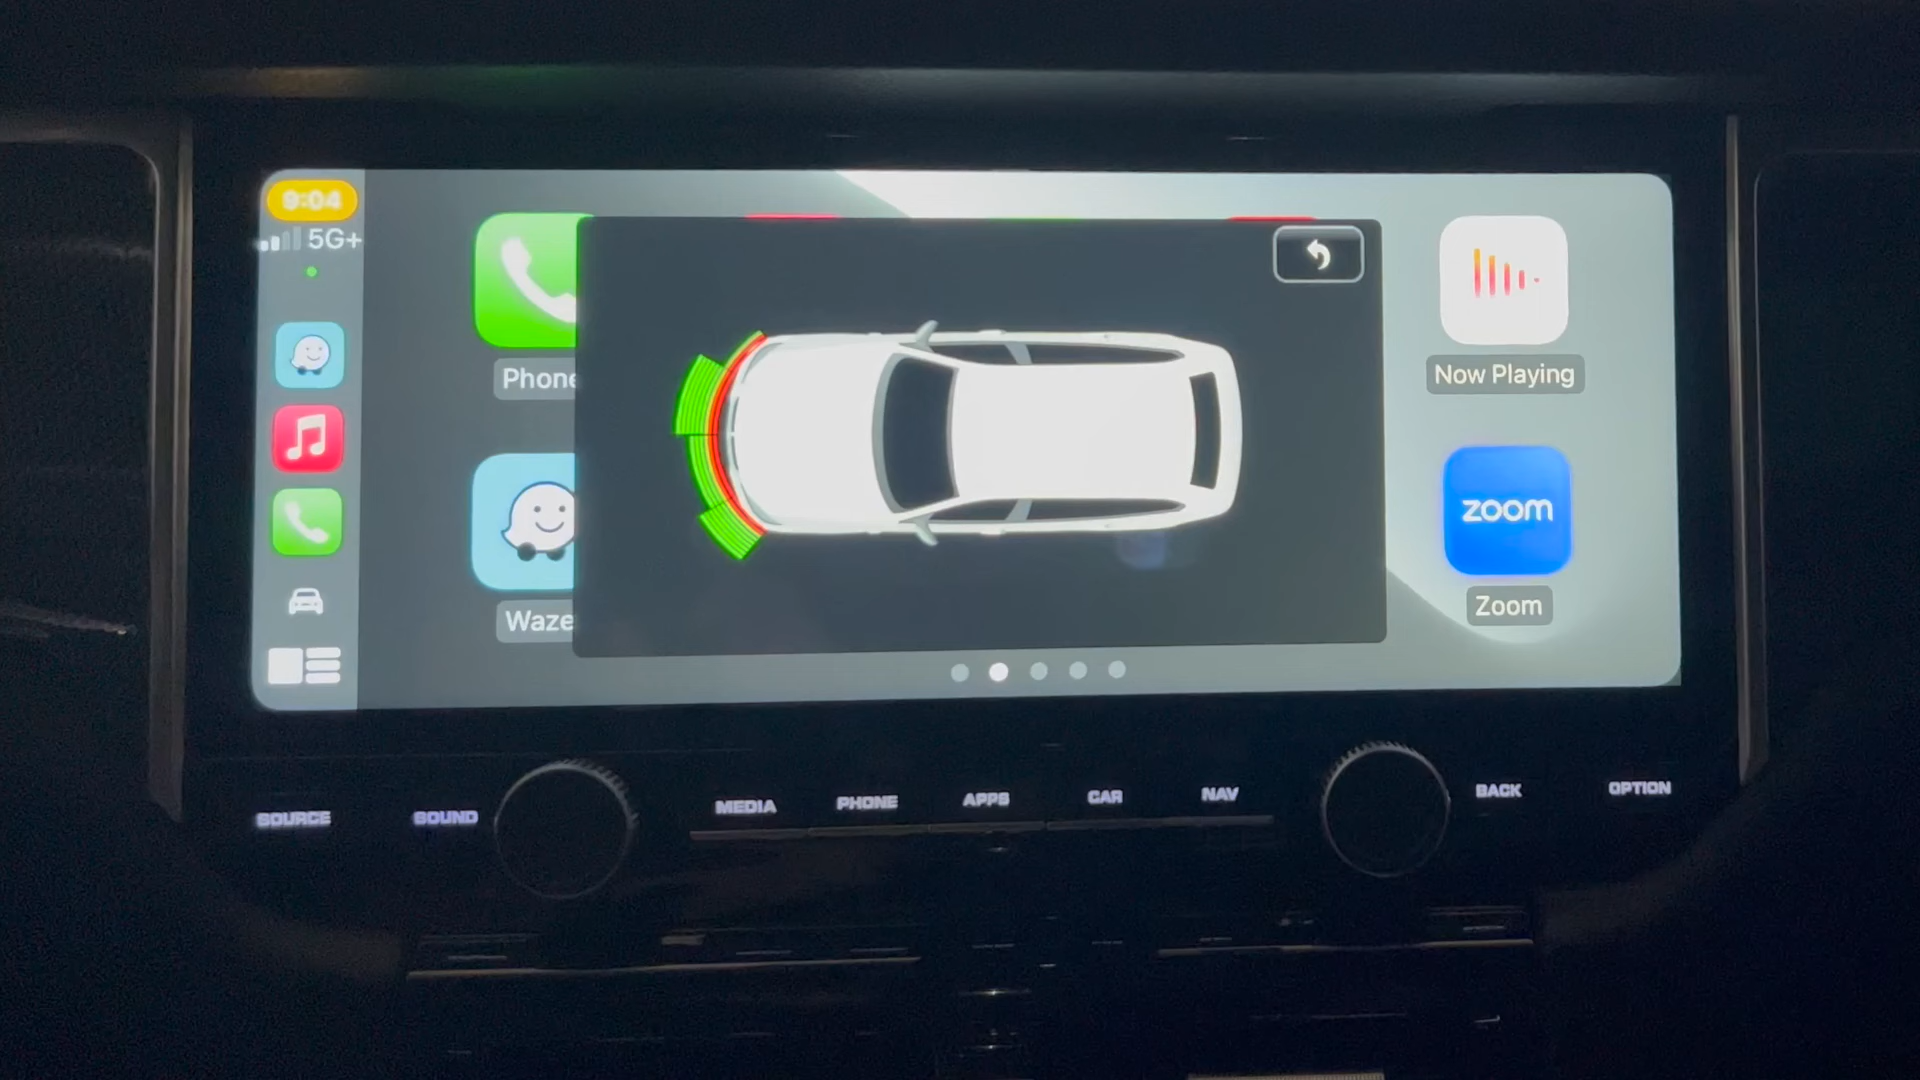 9:04
5G+
Phone
Waze
Now Playing
zoom
Zoom
SOURCE
SOUND
MEDIA
PHONE
APPS
CAR
NAV
BACK
OPTION